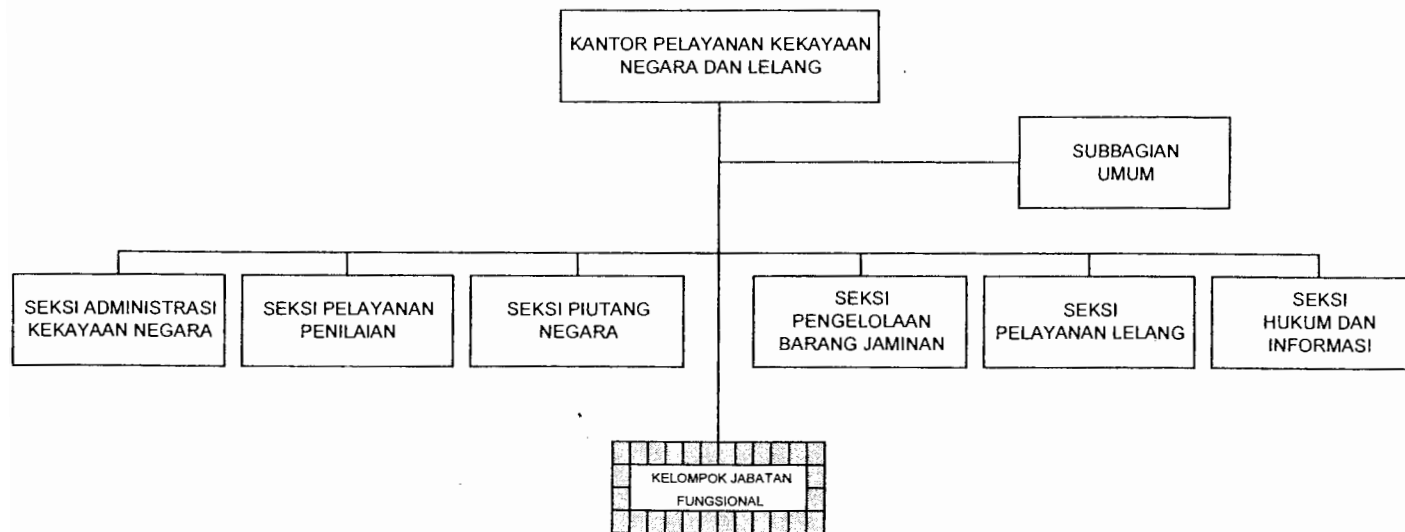 KANTOR PELAYANAN KEKAYAAN
NEGARA DAN LELANG
SUBBAGIAN
UMUM
SEKSI ADMINISTRASI
KEKAYAAN NEGARA
SEKSI PELAYANAN
PENILAIAN
SEKSI PIUTANG
NEGARA
SEKSI
PENGELOLAAN
BARANG JAMINAN
SEKSI
PELAYANAN LELANG
SEKSI
HUKUM DAN
INFORMASI
KELOMPOK JABATAN
FUNGSIONAL